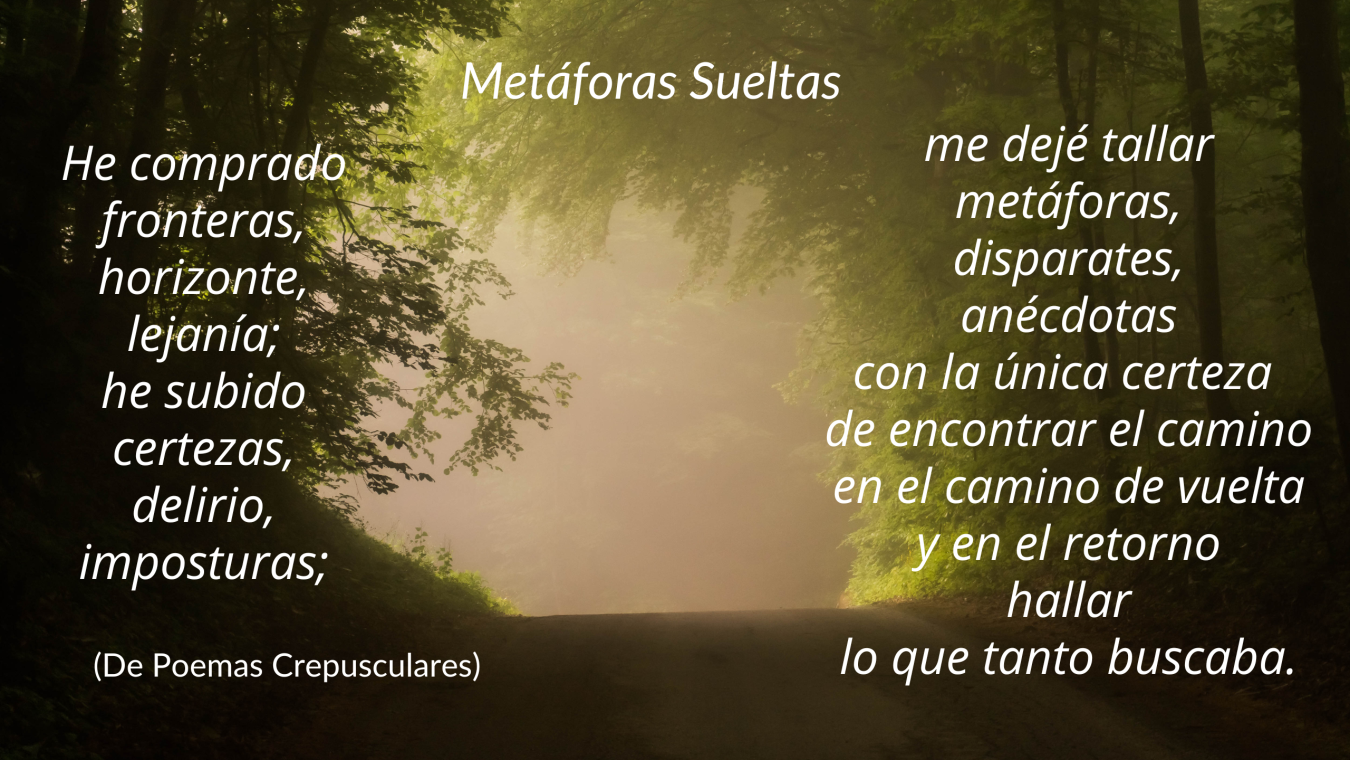 Metáforas Sueltas
He comprado
fronteras,
horizonte,
lejanía;
he subido
certezas,
delirio,
imposturas;
me dejé tallar
metáforas,
disparates,
anécdotas
con la única certeza
de encontrar el camino
en el camino de vuelta
y en el retorno
hallar
lo que tanto buscaba.
(De Poemas Crepusculares)